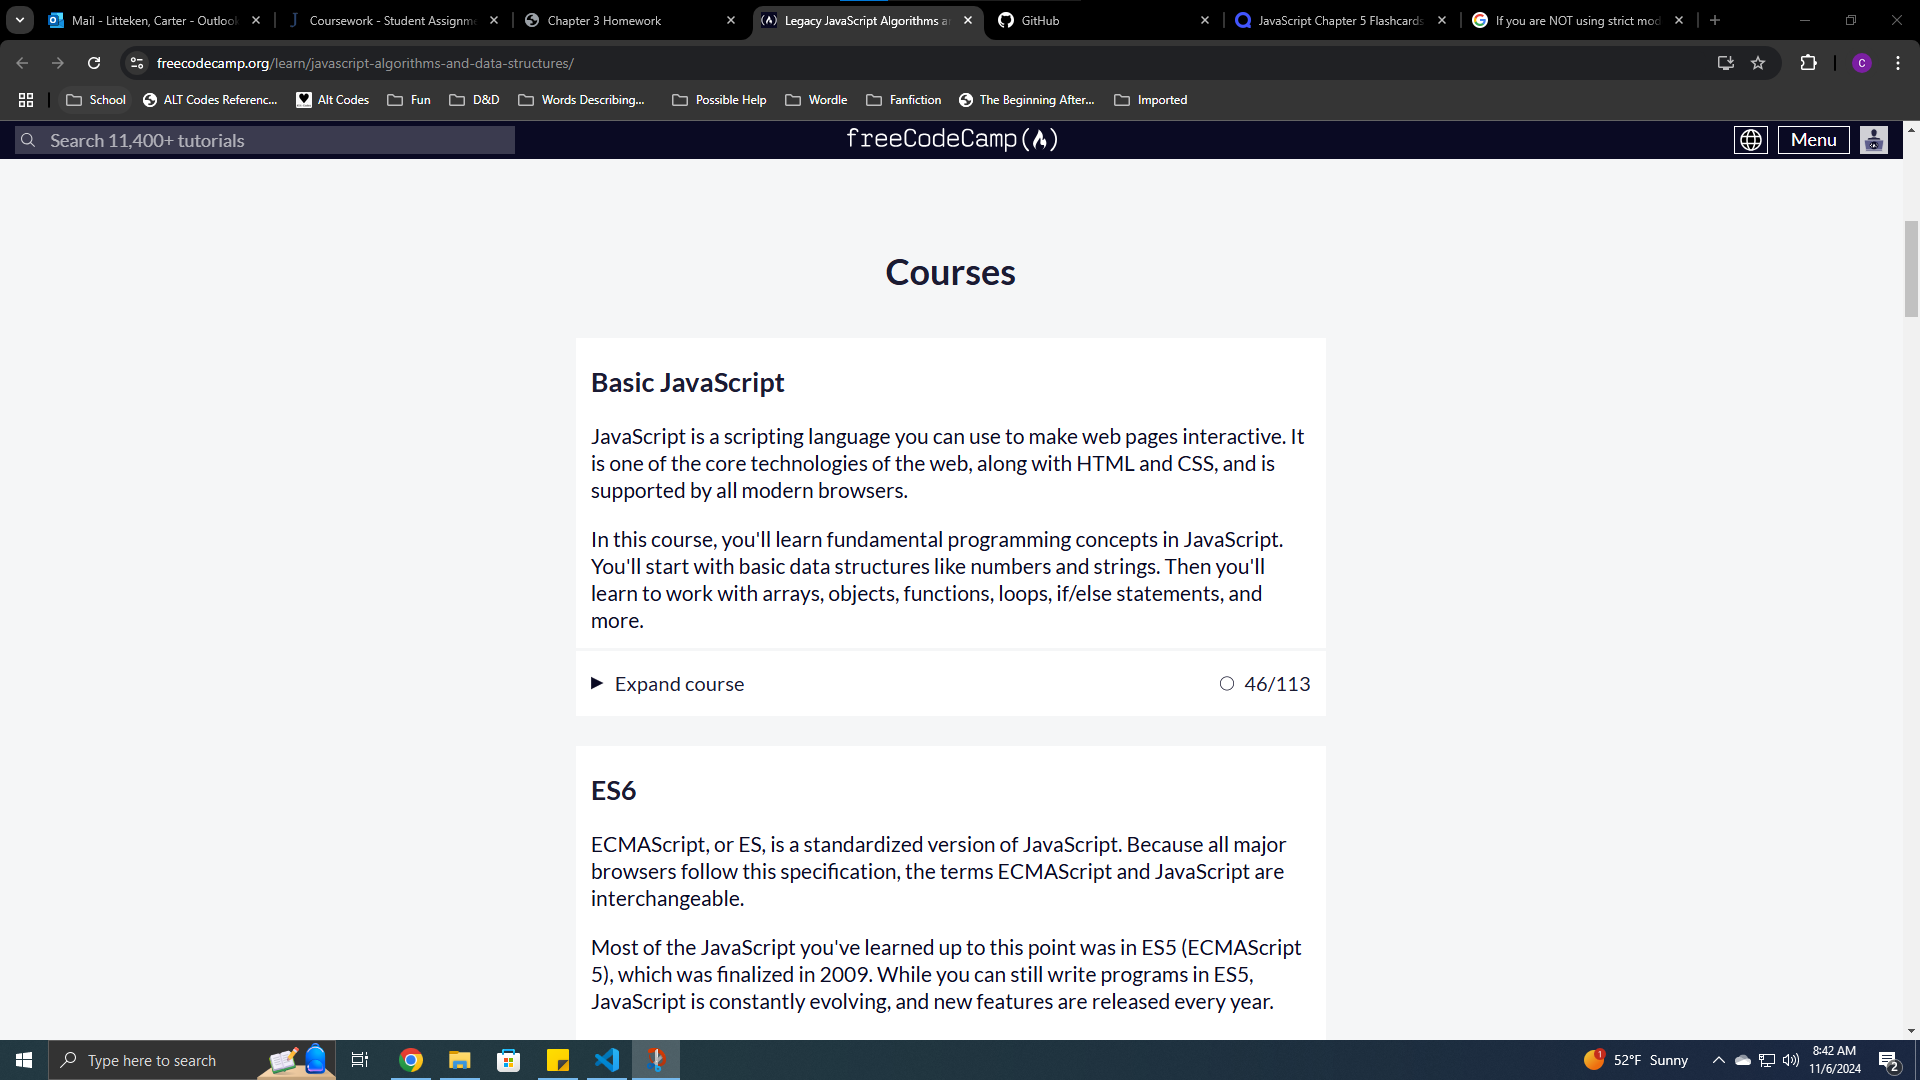 Mail - Litteken, Carter - Outlook
Coursework - Student Assignme
Chapter 3 Homework
Legacy JavaScript Algorithms a
GitHub
JavaScript Chapter 5 Flashcards
If you are NOT using strict mod
freecodecamp.org/learn/javascript-algorithms-and-data-structures/
C
School
ALT Codes Referenc...
Alt Codes
Fun
D&D
Words Describing...
Possible Help
Wordle
Fanfiction
The Beginning After...
Imported
Search 11,400+ tutorials
freeCodeCamp
Menu
Courses
Basic JavaScript
JavaScript is a scripting language you can use to make web pages interactive. It
is one of the core technologies of the web, along with HTML and CSS, and is
supported by all modern browsers.
In this course, you'll learn fundamental programming concepts in JavaScript.
You'll start with basic data structures like numbers and strings. Then you'll
learn to work with arrays, objects, functions, loops, if/else statements, and
more.
Expand course
46/113
ES6
ECMAScript, or ES, is a standardized version of JavaScript. Because all major
browsers follow this specification, the terms ECMAScript and JavaScript are
interchangeable.
Most of the JavaScript you've learned up to this point was in ES5 (ECMAScript
5), which was finalized in 2009. While you can still write programs in ES5,
JavaScript is constantly evolving, and new features are released every year.
Type here to search
1
52°F Sunny
8:42 AM
11/6/2024
2